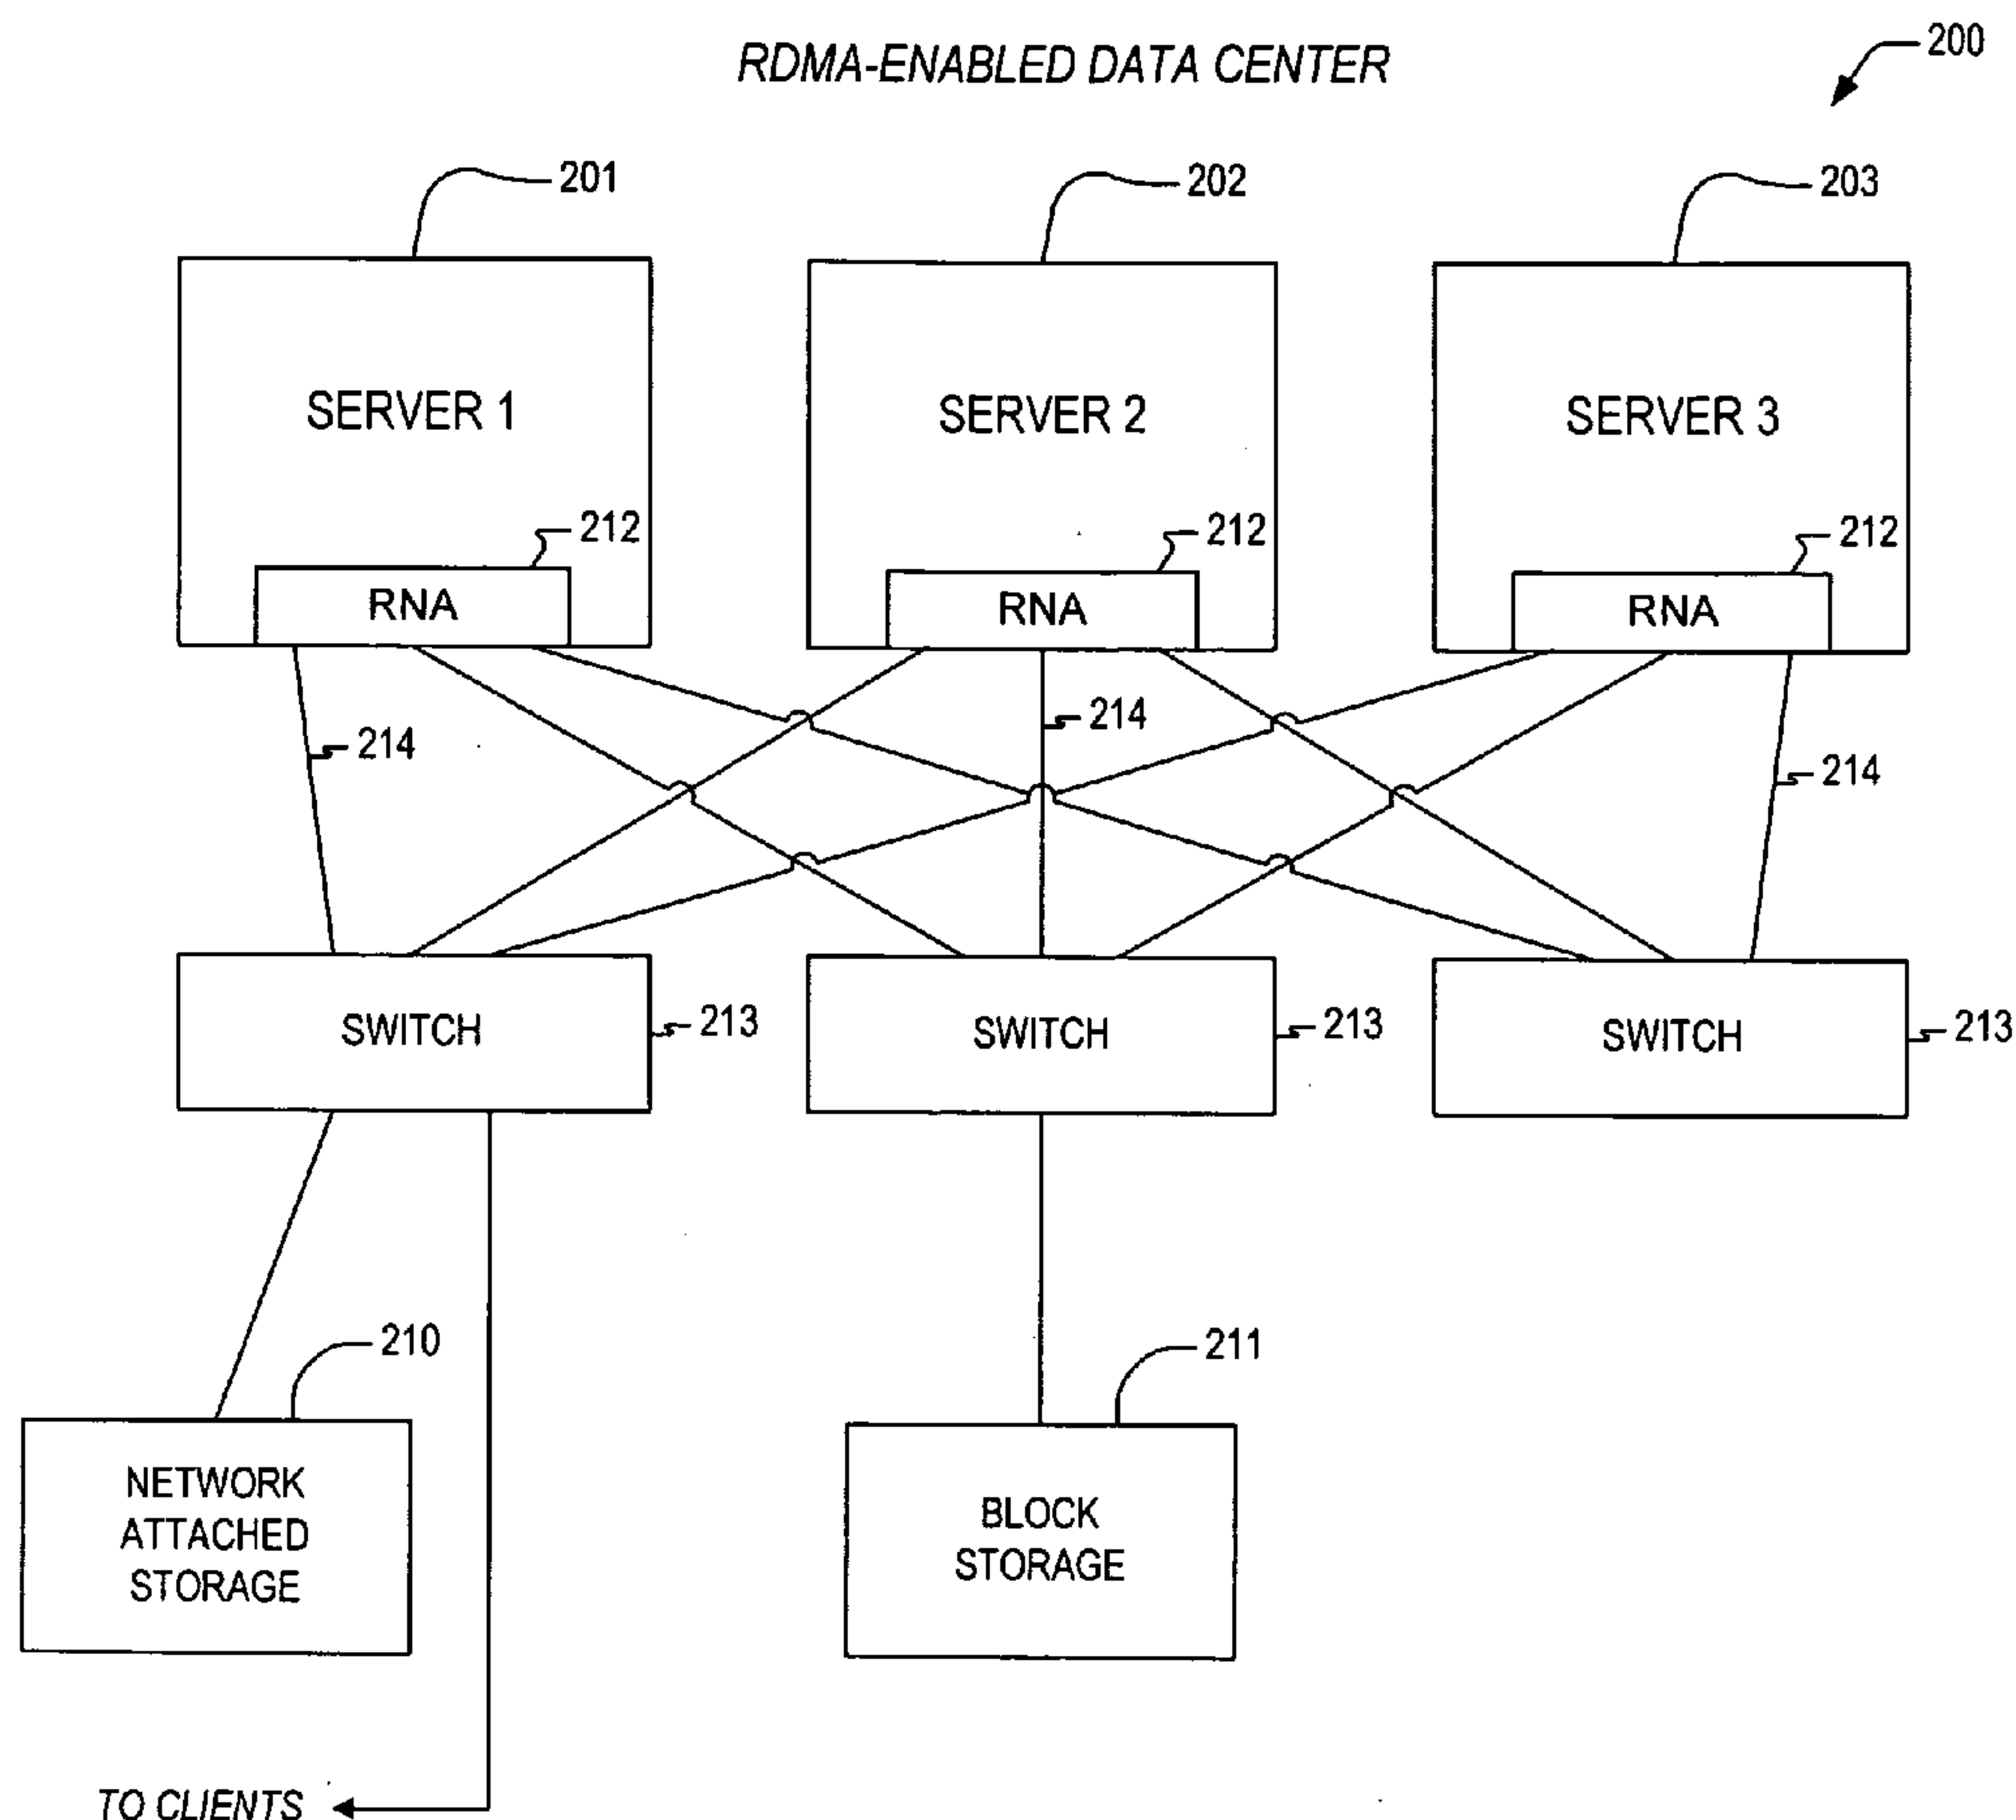 RDMA-ENABLED DATA CENTER
200
201
202
203
SERVER 1
SERVER 2
SERVER 3
212
212
212
RNA
RNA
RNA
214
214
214
SWITCH
213
SWITCH
213
SWITCH
213
210
211
NETWORK
ATTACHED
STORAGE
BLOCK
STORAGE
TO CLIENTS